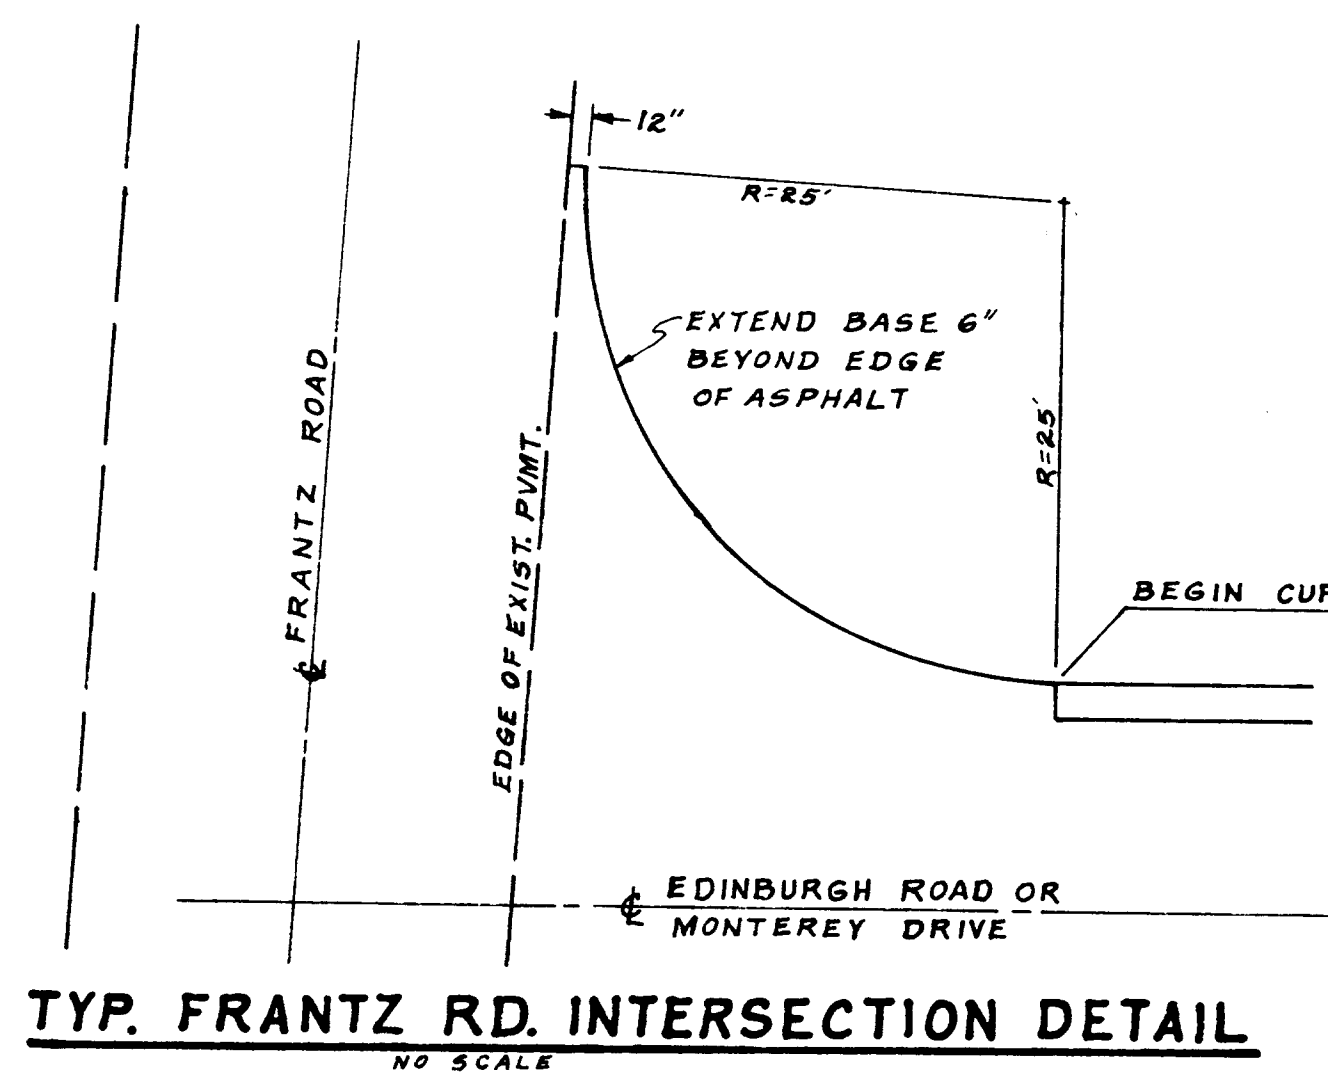 12"
R=25'
EXTEND BASE 6"
BEYOND EDGE
OF ASPHALT
R=25'
℄ FRANTZ ROAD
EDGE OF EXIST. PVMT.
BEGIN
℄ EDINBURGH ROAD OR
MONTEREY DRIVE
TYP. FRANTZ RD. INTERSECTION DETAIL
NO SCALE